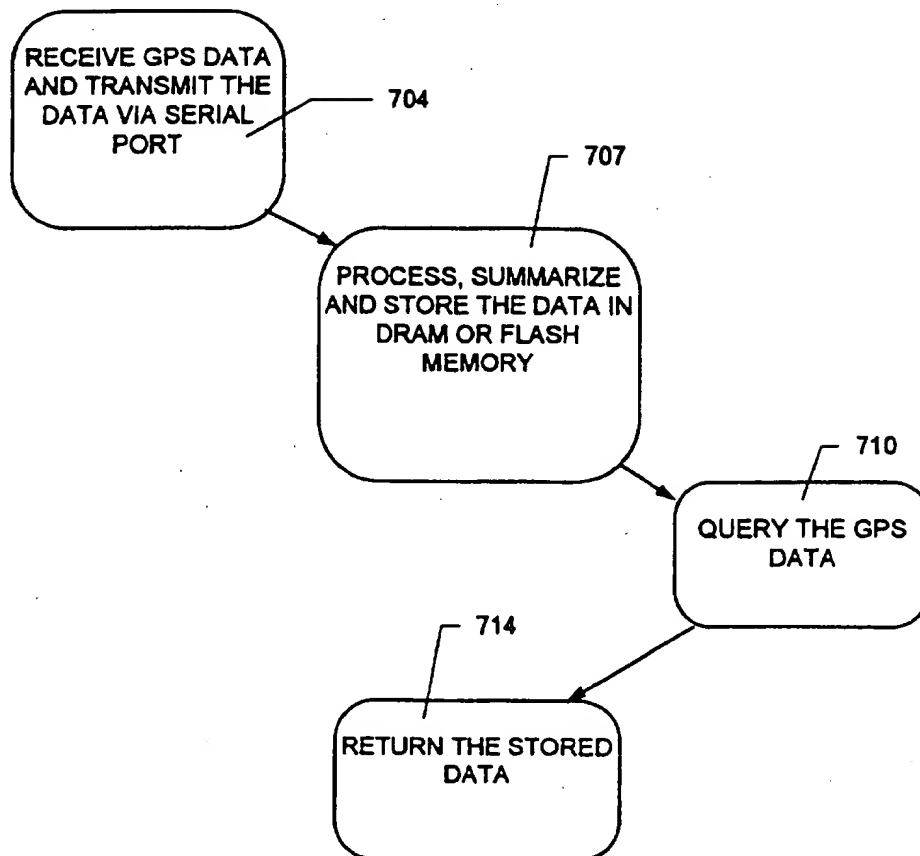 RECEIVE GPS DATA
AND TRANSMIT THE
DATA VIA SERIAL
PORT
704
707
PROCESS, SUMMARIZE
AND STORE THE DATA IN
DRAM OR FLASH
MEMORY
710
QUERY THE GPS
DATA
714
RETURN THE STORED
DATA